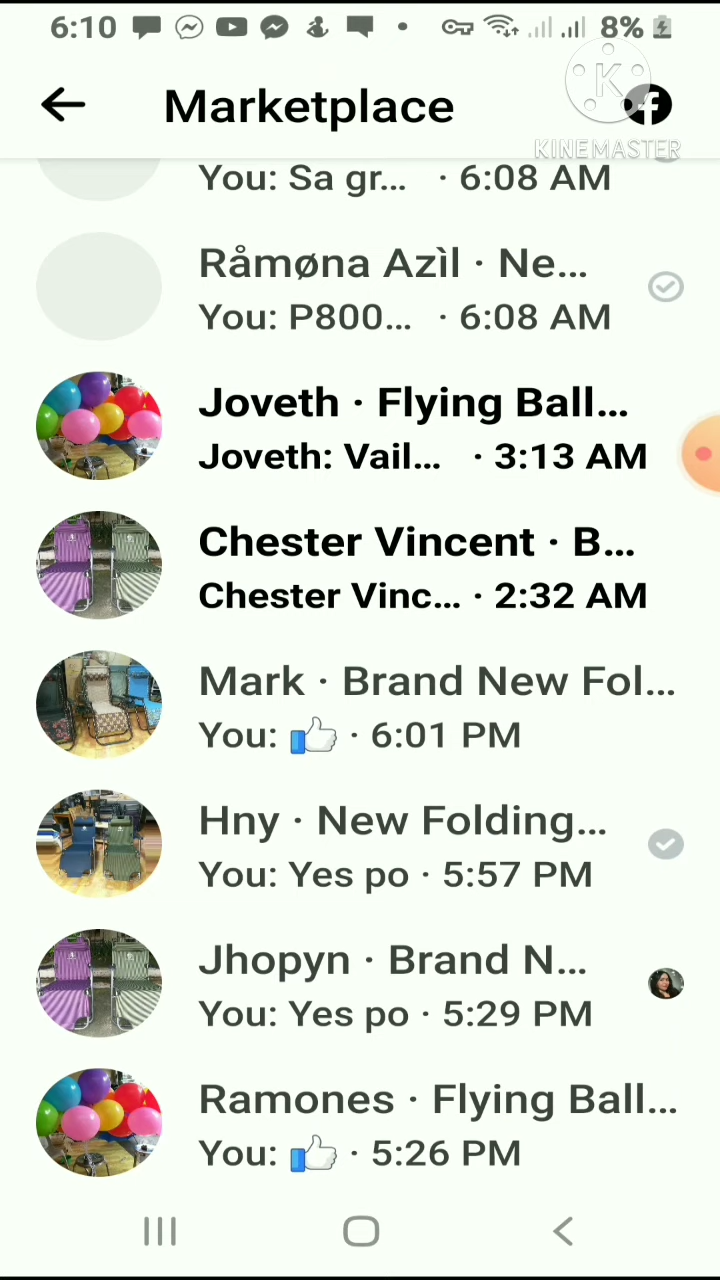 6:10 8%
Marketplace
K
KINEMASTER
You: Sa gr... · 6:08 AM
Råmøna Azìl · Ne...
You: P800... · 6:08 AM
Joveth · Flying Ball...
Joveth: Vail... · 3:13 AM
Chester Vincent · B...
Chester Vinc... · 2:32 AM
Mark · Brand New Fol...
You: 👍 · 6:01 PM
Hny · New Folding...
You: Yes po · 5:57 PM
Jhopyn · Brand N...
You: Yes po · 5:29 PM
Ramones · Flying Ball...
You: 👍 · 5:26 PM